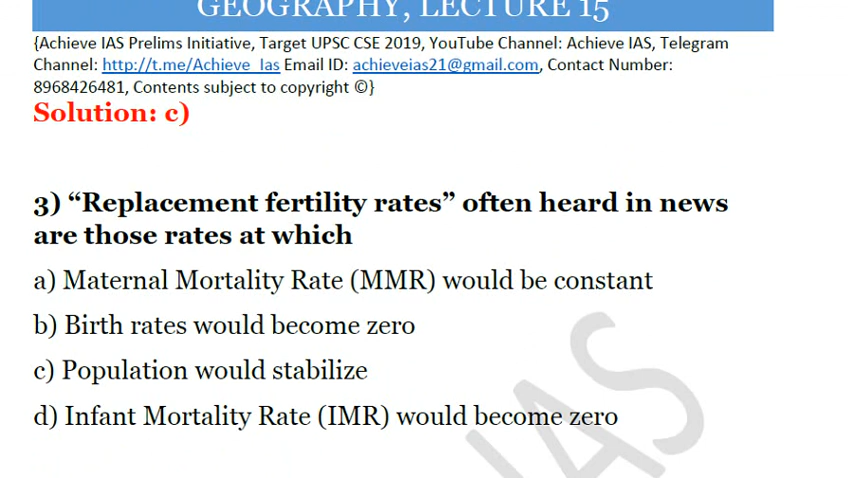 GEOGRAPHY, LECTURE 15
{Achieve IAS Prelims Initiative, Target UPSC CSE 2019, YouTube Channel: Achieve IAS, Telegram
Channel: http://t.me/Achieve_Ias Email ID: achieveias21@gmail.com, Contact Number:
8968426481, Contents subject to copyright ©}
Solution: c)
3) “Replacement fertility rates” often heard in news
are those rates at which
a) Maternal Mortality Rate (MMR) would be constant
b) Birth rates would become zero
c) Population would stabilize
d) Infant Mortality Rate (IMR) would become zero
IAS